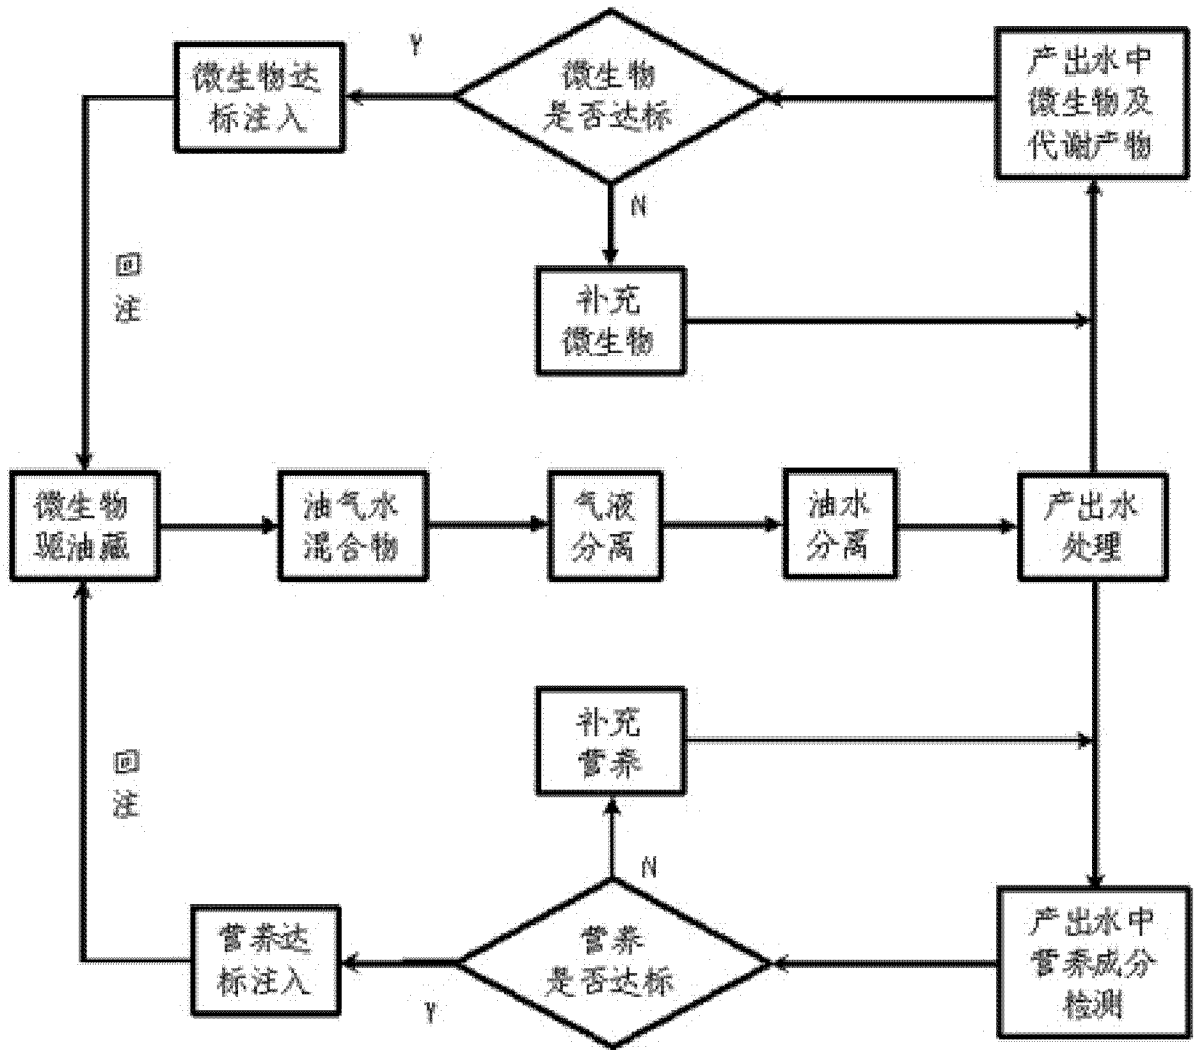 Y
微生物达
标注入
微生物
是否达标
产出水中
微生物及
代谢产物
N
回
注
补充
微生物
微生物
驱油藏
油气水
混合物
气液
分离
油水
分离
产出水
处理
补充
营养
回
注
N
营养达
标注入
营养
是否达标
产出水中
营养成分
检测
Y